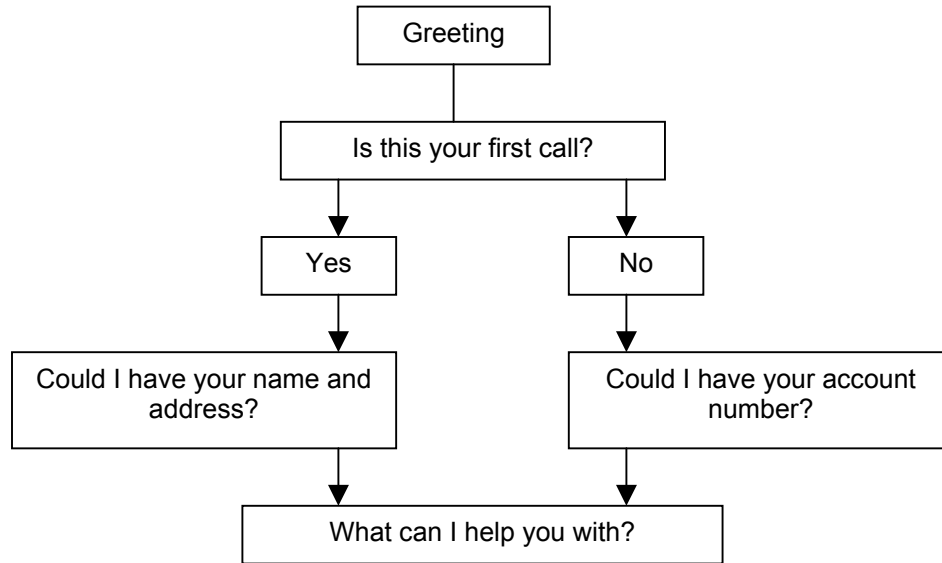 Greeting
Is this your first call?
Yes
No
Could I have your name and
address?
Could I have your account
number?
What can I help you with?